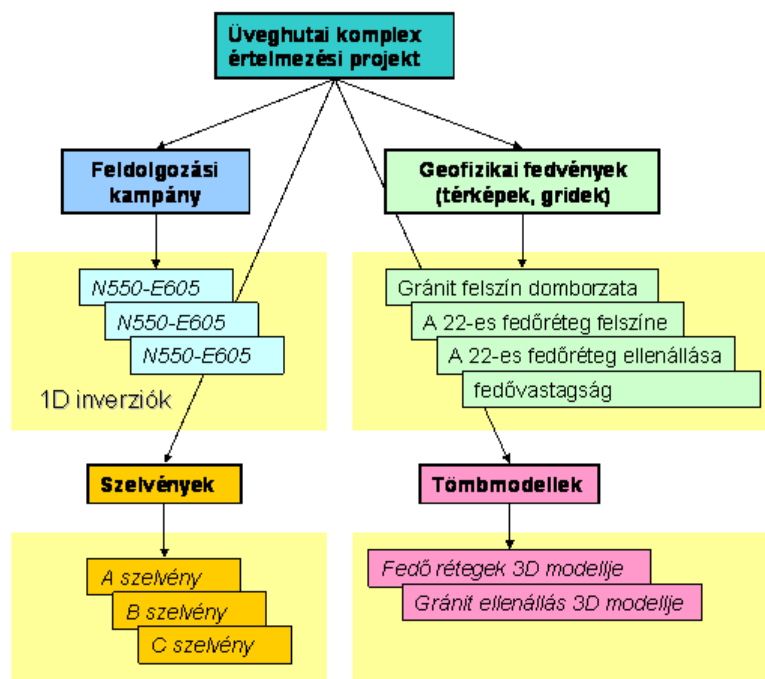 Üveghutai komplex
értelmezési projekt
Feldolgozási
kampány
Geofizikai fedvények
(térképek, gridek)
N550-E605
N550-E605
N550-E605
1D inverziók
Gránit felszín domborzata
A 22-es fedőréteg felszíne
A 22-es fedőréteg ellenállása
fedővastagság
Szelvények
Tömbmodellek
A szelvény
B szelvény
C szelvény
Fedő rétegek 3D modellje
Gránit ellenállás 3D modellje